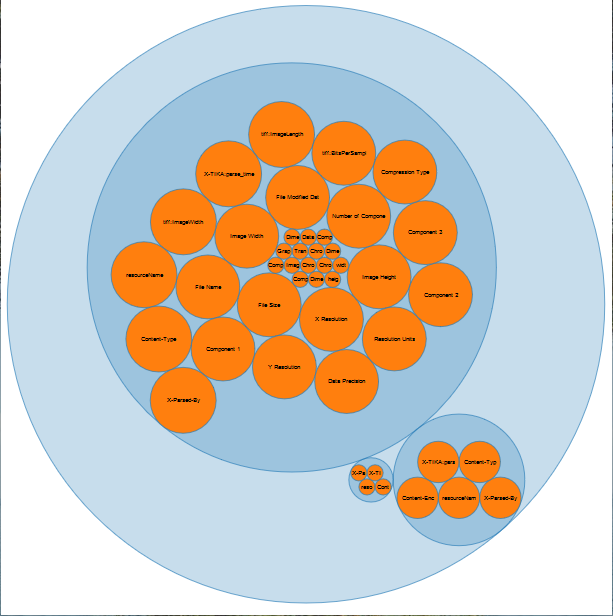 tiff:ImageLength
tiff:BitsPerSampl
X-TIKA:parse_time
Compression Type
File Modified Dat
Number of Compone
tiff:ImageWidth
Image Width
Component 3
Dime
Data
Comp
Grap
Tran
Chro
Dime
Comp
Imag
Chro
Chro
widt
Comp
Dime
heig
resourceName
File Name
Image Height
Component 2
File Size
X Resolution
Content-Type
Component 1
Resolution Units
Y Resolution
Data Precision
X-Parsed-By
X-TIKA:pars
Content-Typ
X-Pa
X-TI
reso
Cont
Content-Enc
resourceNam
X-Parsed-By